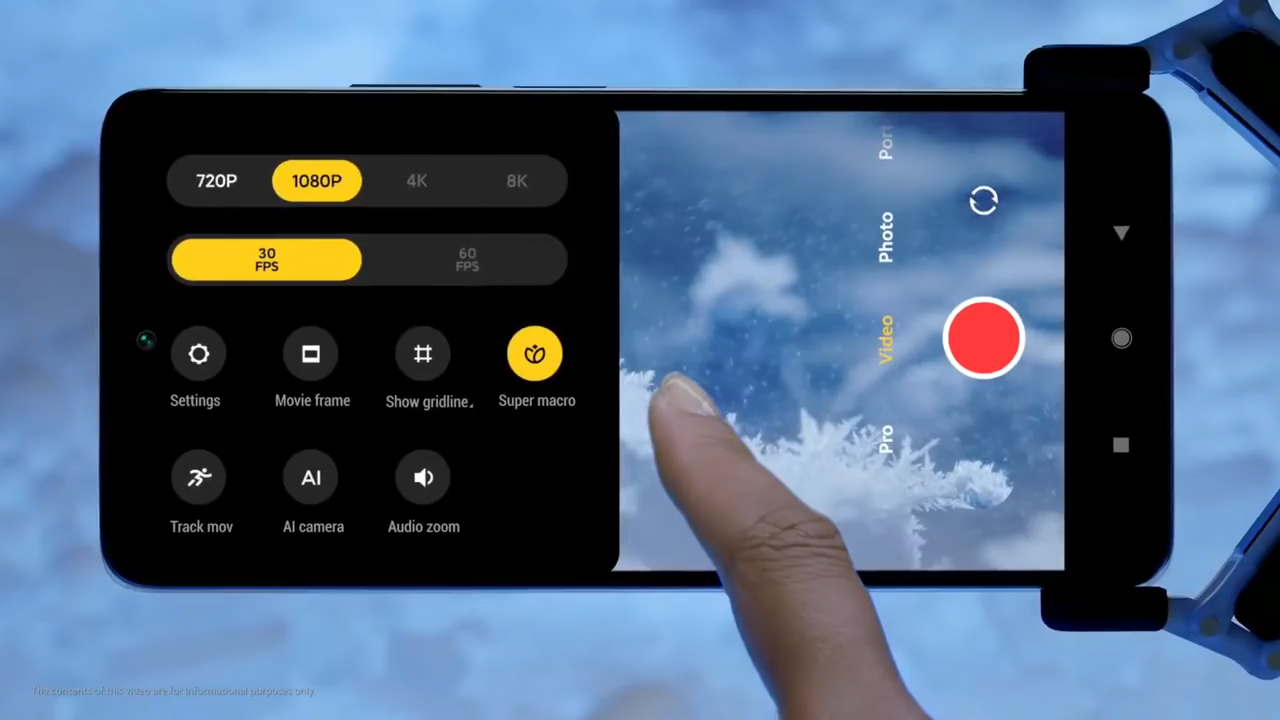 720P
1080P
4K
8K
30
FPS
60
FPS
Settings
Movie frame
Show gridline
Super macro
Track mov
AI
AI camera
Audio zoom
Port
Photo
Video
Pro
The contents of this video are for informational purposes only.